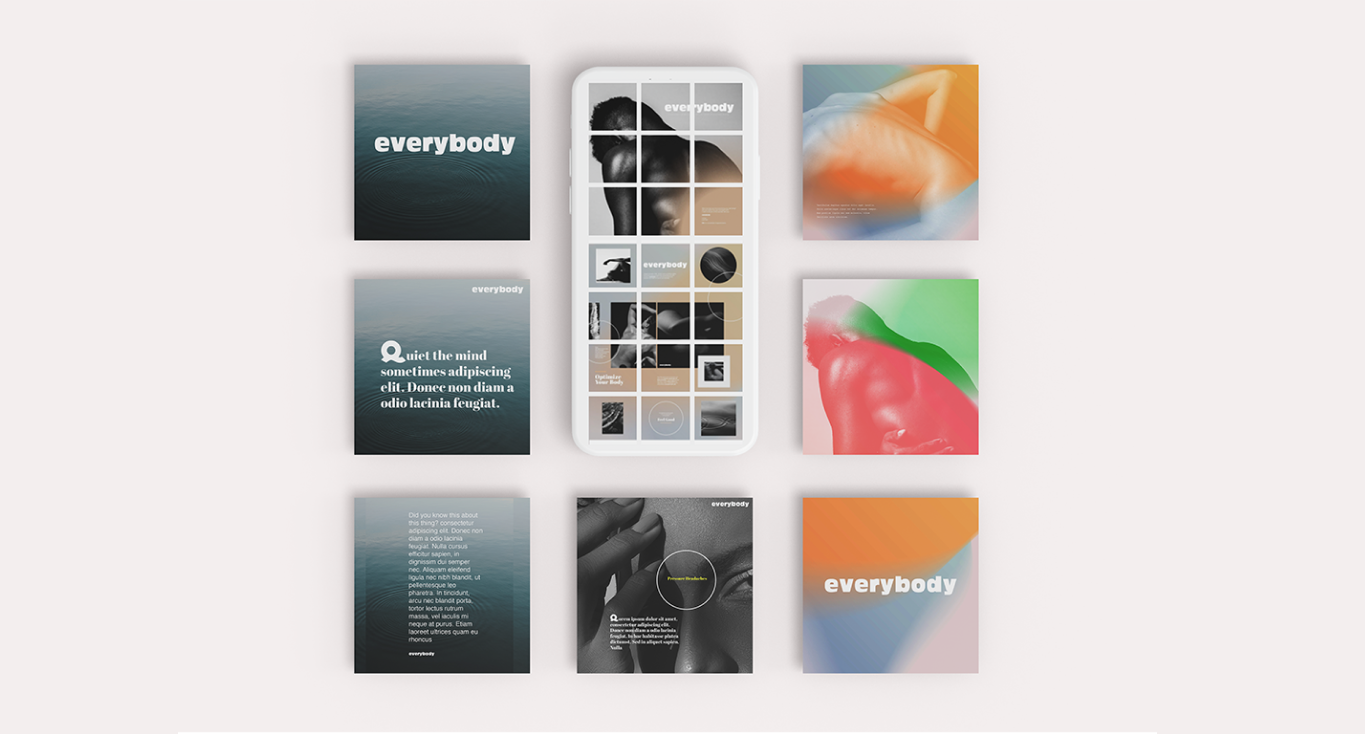 everybody
everybody
everybody
Optimize
Your Body
everybody
Quiet the mind
sometimes adipiscing
elit. Donec non diam a
odio lacinia feugiat.
Did you know this about
this thing? consectetur
adipiscing elit. Donec non
diam a odio lacinia
feugiat. Nulla cursus
efficitur sapien, in
dignissim dui semper
nec. Aliquam eleifend
ligula nec nibh blandit, ut
pellentesque leo
pharetra. In tincidunt,
arcu nec blandit porta,
tortor lectus rutrum
massa, vel iaculis mi
neque at purus. Etiam
laoreet ultrices quam eu
rhoncus
everybody
everybody
Pressure Headaches
Lorem ipsum dolor sit amet,
consectetur adipiscing elit.
Donec non diam a odio lacinia
feugiat. In hac habitasse platea
dictumst. Sed in aliquet sapien.
Nulla
everybody